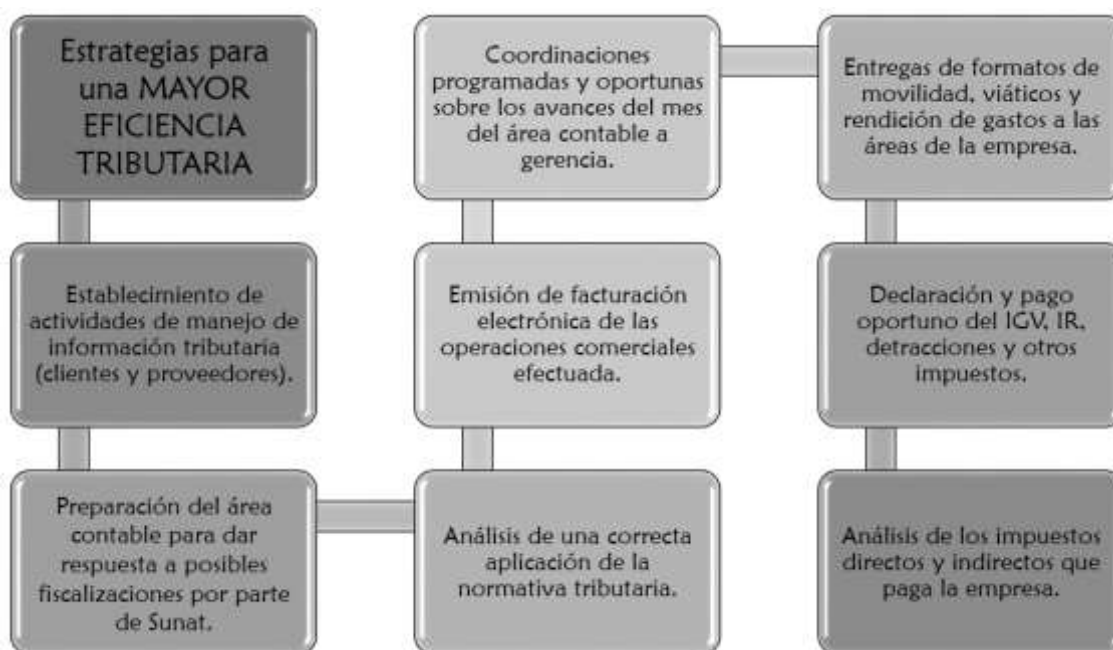 Estrategias para
una MAYOR
EFICIENCIA
TRIBUTARIA
Establecimiento de
actividades de manejo de
información tributaria
(clientes y proveedores).
Preparación del área
contable para dar
respuesta a posibles
fiscalizaciones por parte
de Sunat.
Análisis de una correcta
aplicación de la
normativa tributaria.
Emisión de facturación
electrónica de las
operaciones comerciales
efectuada.
Coordinaciones
programadas y oportunas
sobre los avances del mes
del área contable a
gerencia.
Entregas de formatos de
movilidad, viáticos y
rendición de gastos a las
áreas de la empresa.
Declaración y pago
oportuno del IGV, IR,
detracciones y otros
impuestos.
Análisis de los impuestos
directos y indirectos que
paga la empresa.